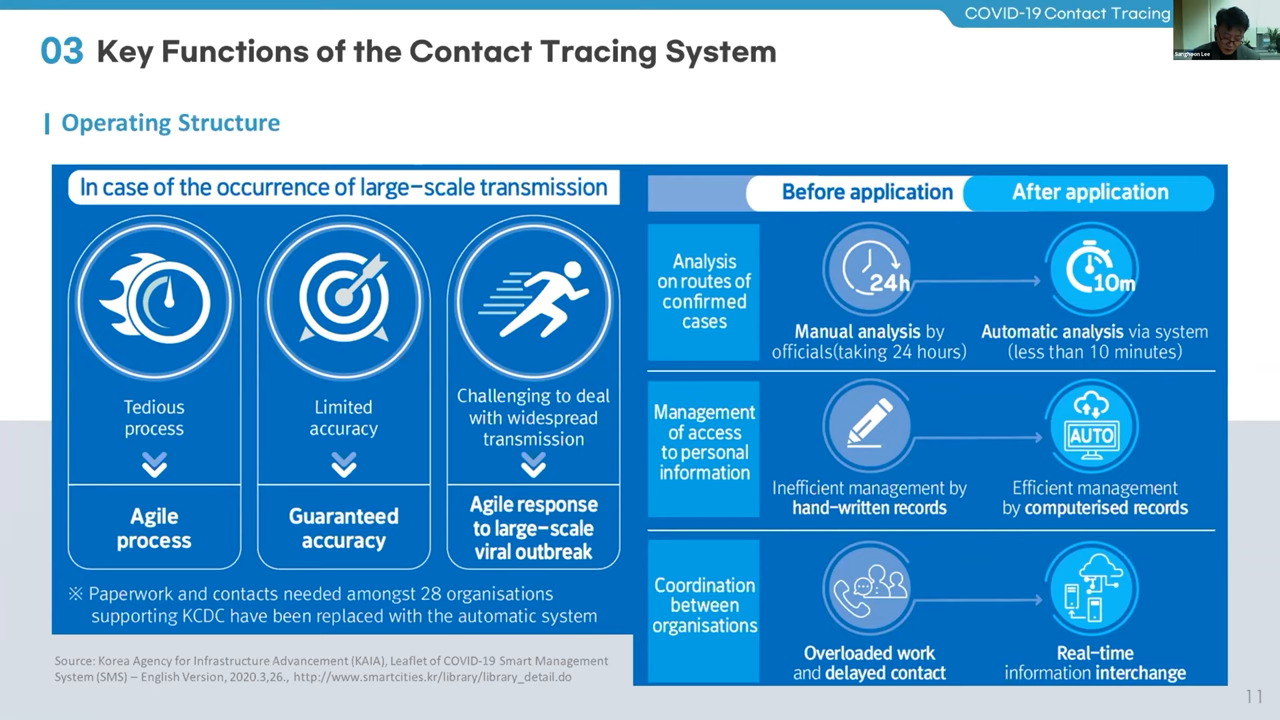 COVID-19 Contact Tracing
Sanghoon Lee
03 Key Functions of the Contact Tracing System
Operating Structure
In case of the occurrence of large-scale transmission
Tedious
process
Agile
process
Limited
accuracy
Guaranteed
accuracy
Challenging to deal
with widespread
transmission
Agile response
to large-scale
viral outbreak
※ Paperwork and contacts needed amongst 28 organisations
supporting KCDC have been replaced with the automatic system
Before application
After application
Analysis
on routes of
confirmed
cases
24h
Manual analysis by
officials(taking 24 hours)
10m
Automatic analysis via system
(less than 10 minutes)
Management
of access
to personal
information
Inefficient management by
hand-written records
AUTO
Efficient management
by computerised records
Coordination
between
organisations
Overloaded work
and delayed contact
Real-time
information interchange
Source: Korea Agency for Infrastructure Advancement (KAIA), Leaflet of COVID-19 Smart Management
System (SMS) – English Version, 2020.3,26., http://www.smartcities.kr/library/library_detail.do
11